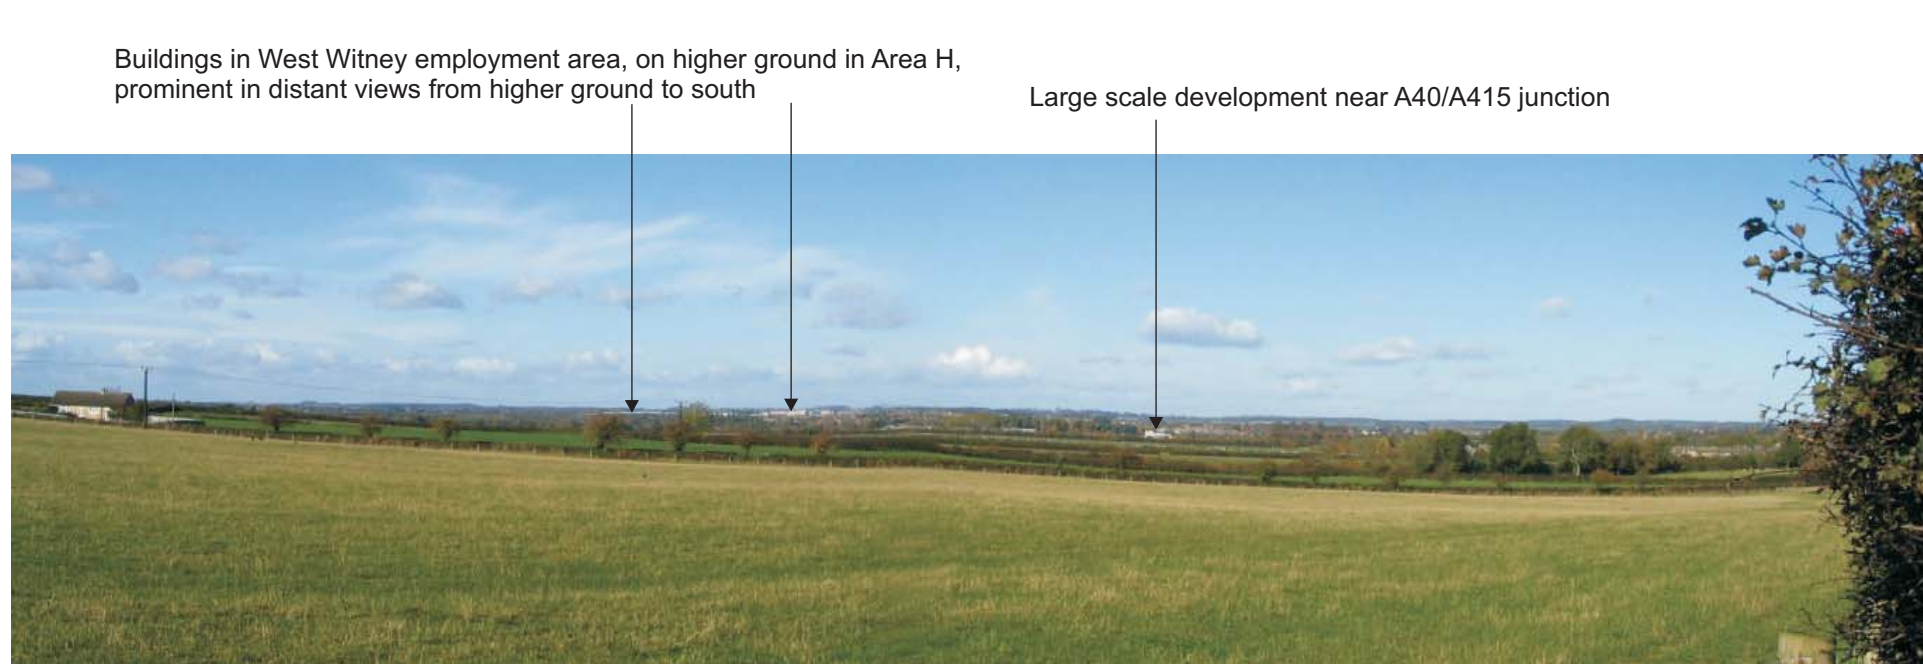 Buildings in West Witney employment area, on higher ground in Area H,
prominent in distant views from higher ground to south
Large scale development near A40/A415 junction